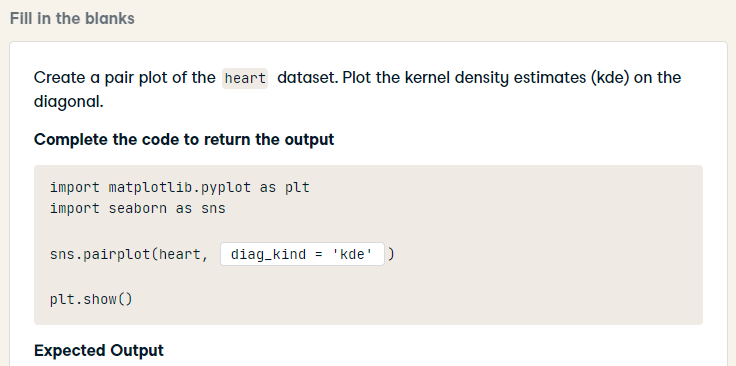 Fill in the blanks
Create a pair plot of the heart dataset. Plot the kernel density estimates (kde) on the
diagonal.
Complete the code to return the output
import matplotlib.pyplot as plt
import seaborn as sns
sns.pairplot(heart, diag_kind = 'kde' )
plt.show()
Expected Output